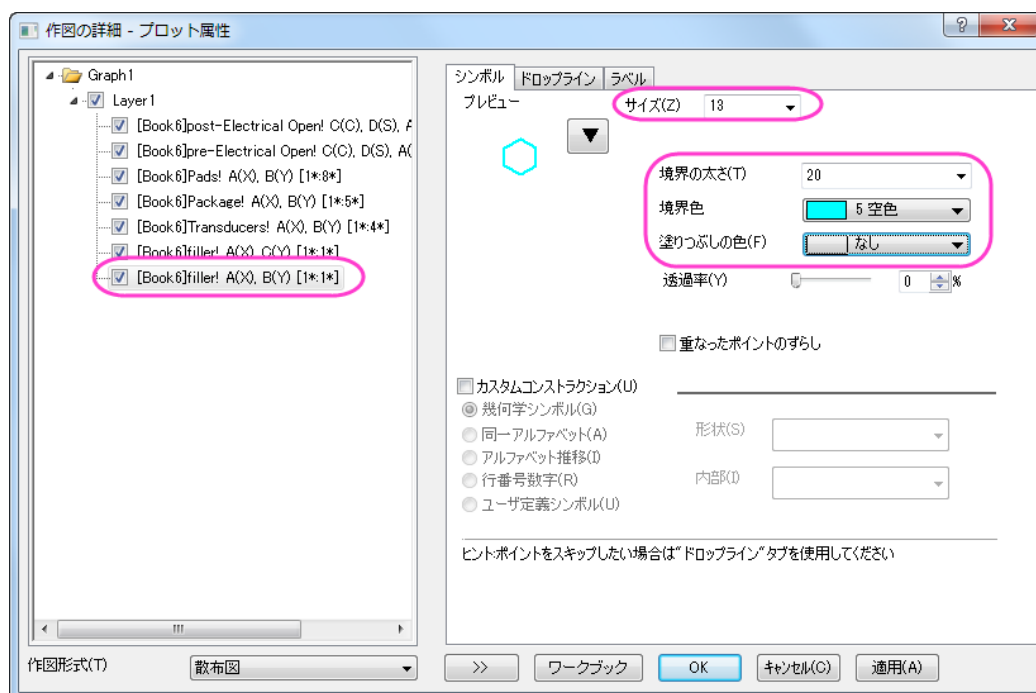 作図の詳細 - プロット属性
Graph1
Layer1
[Book6]post-Electrical Open! C(C), D(S), A
[Book6]pre-Electrical Open! C(C), D(S), A(
[Book6]Pads! A(X), B(Y) [1*:8*]
[Book6]Package! A(X), B(Y) [1*:5*]
[Book6]Transducers! A(X), B(Y) [1*:4*]
[Book6]filler! A(X), C(Y) [1*:1*]
[Book6]filler! A(X), B(Y) [1*:1*]
作図形式(T) 散布図
シンボル ドロップライン ラベル
プレビュー サイズ(Z) 13
境界の太さ(T) 20
境界色 5 空色
塗りつぶしの色(F) なし
透過率(Y) 0 %
重なったポイントのずらし
カスタムコンストラクション(U)
幾何学シンボル(G)
同一アルファベット(A)
アルファベット推移(I)
行番号数字(R)
ユーザ定義シンボル(U)
形状(S)
内部(I)
ヒント:ポイントをスキップしたい場合は"ドロップライン"タブを使用してください
>> ワークブック OK キャンセル(C) 適用(A)